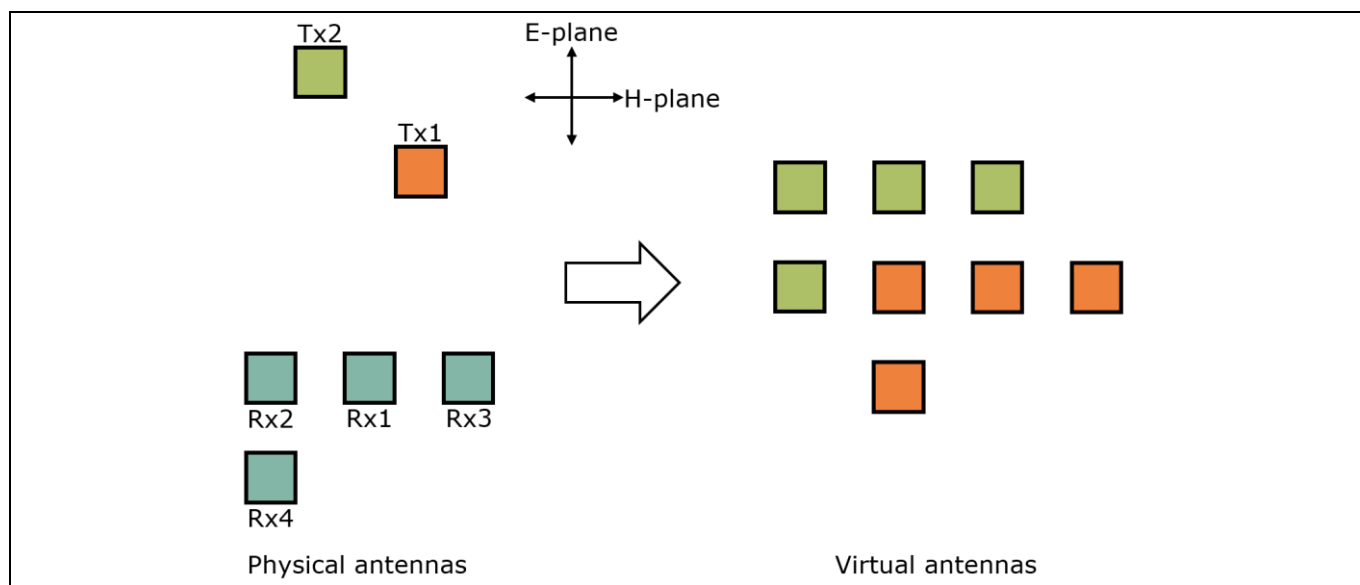 Tx2
E-plane
H-plane
Tx1
Rx2
Rx1
Rx3
Rx4
Physical antennas
Virtual antennas